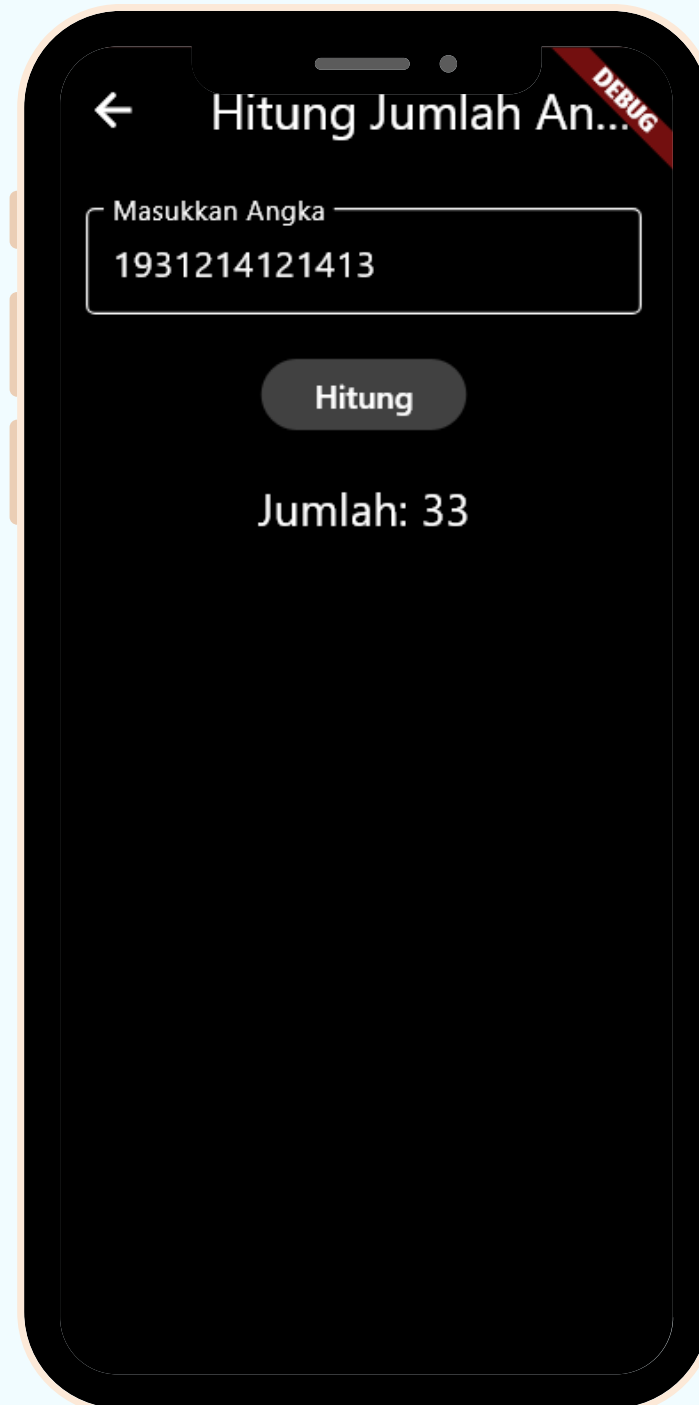 Hitung Jumlah An...
DEBUG
Masukkan Angka
1931214121413
Hitung
Jumlah: 33